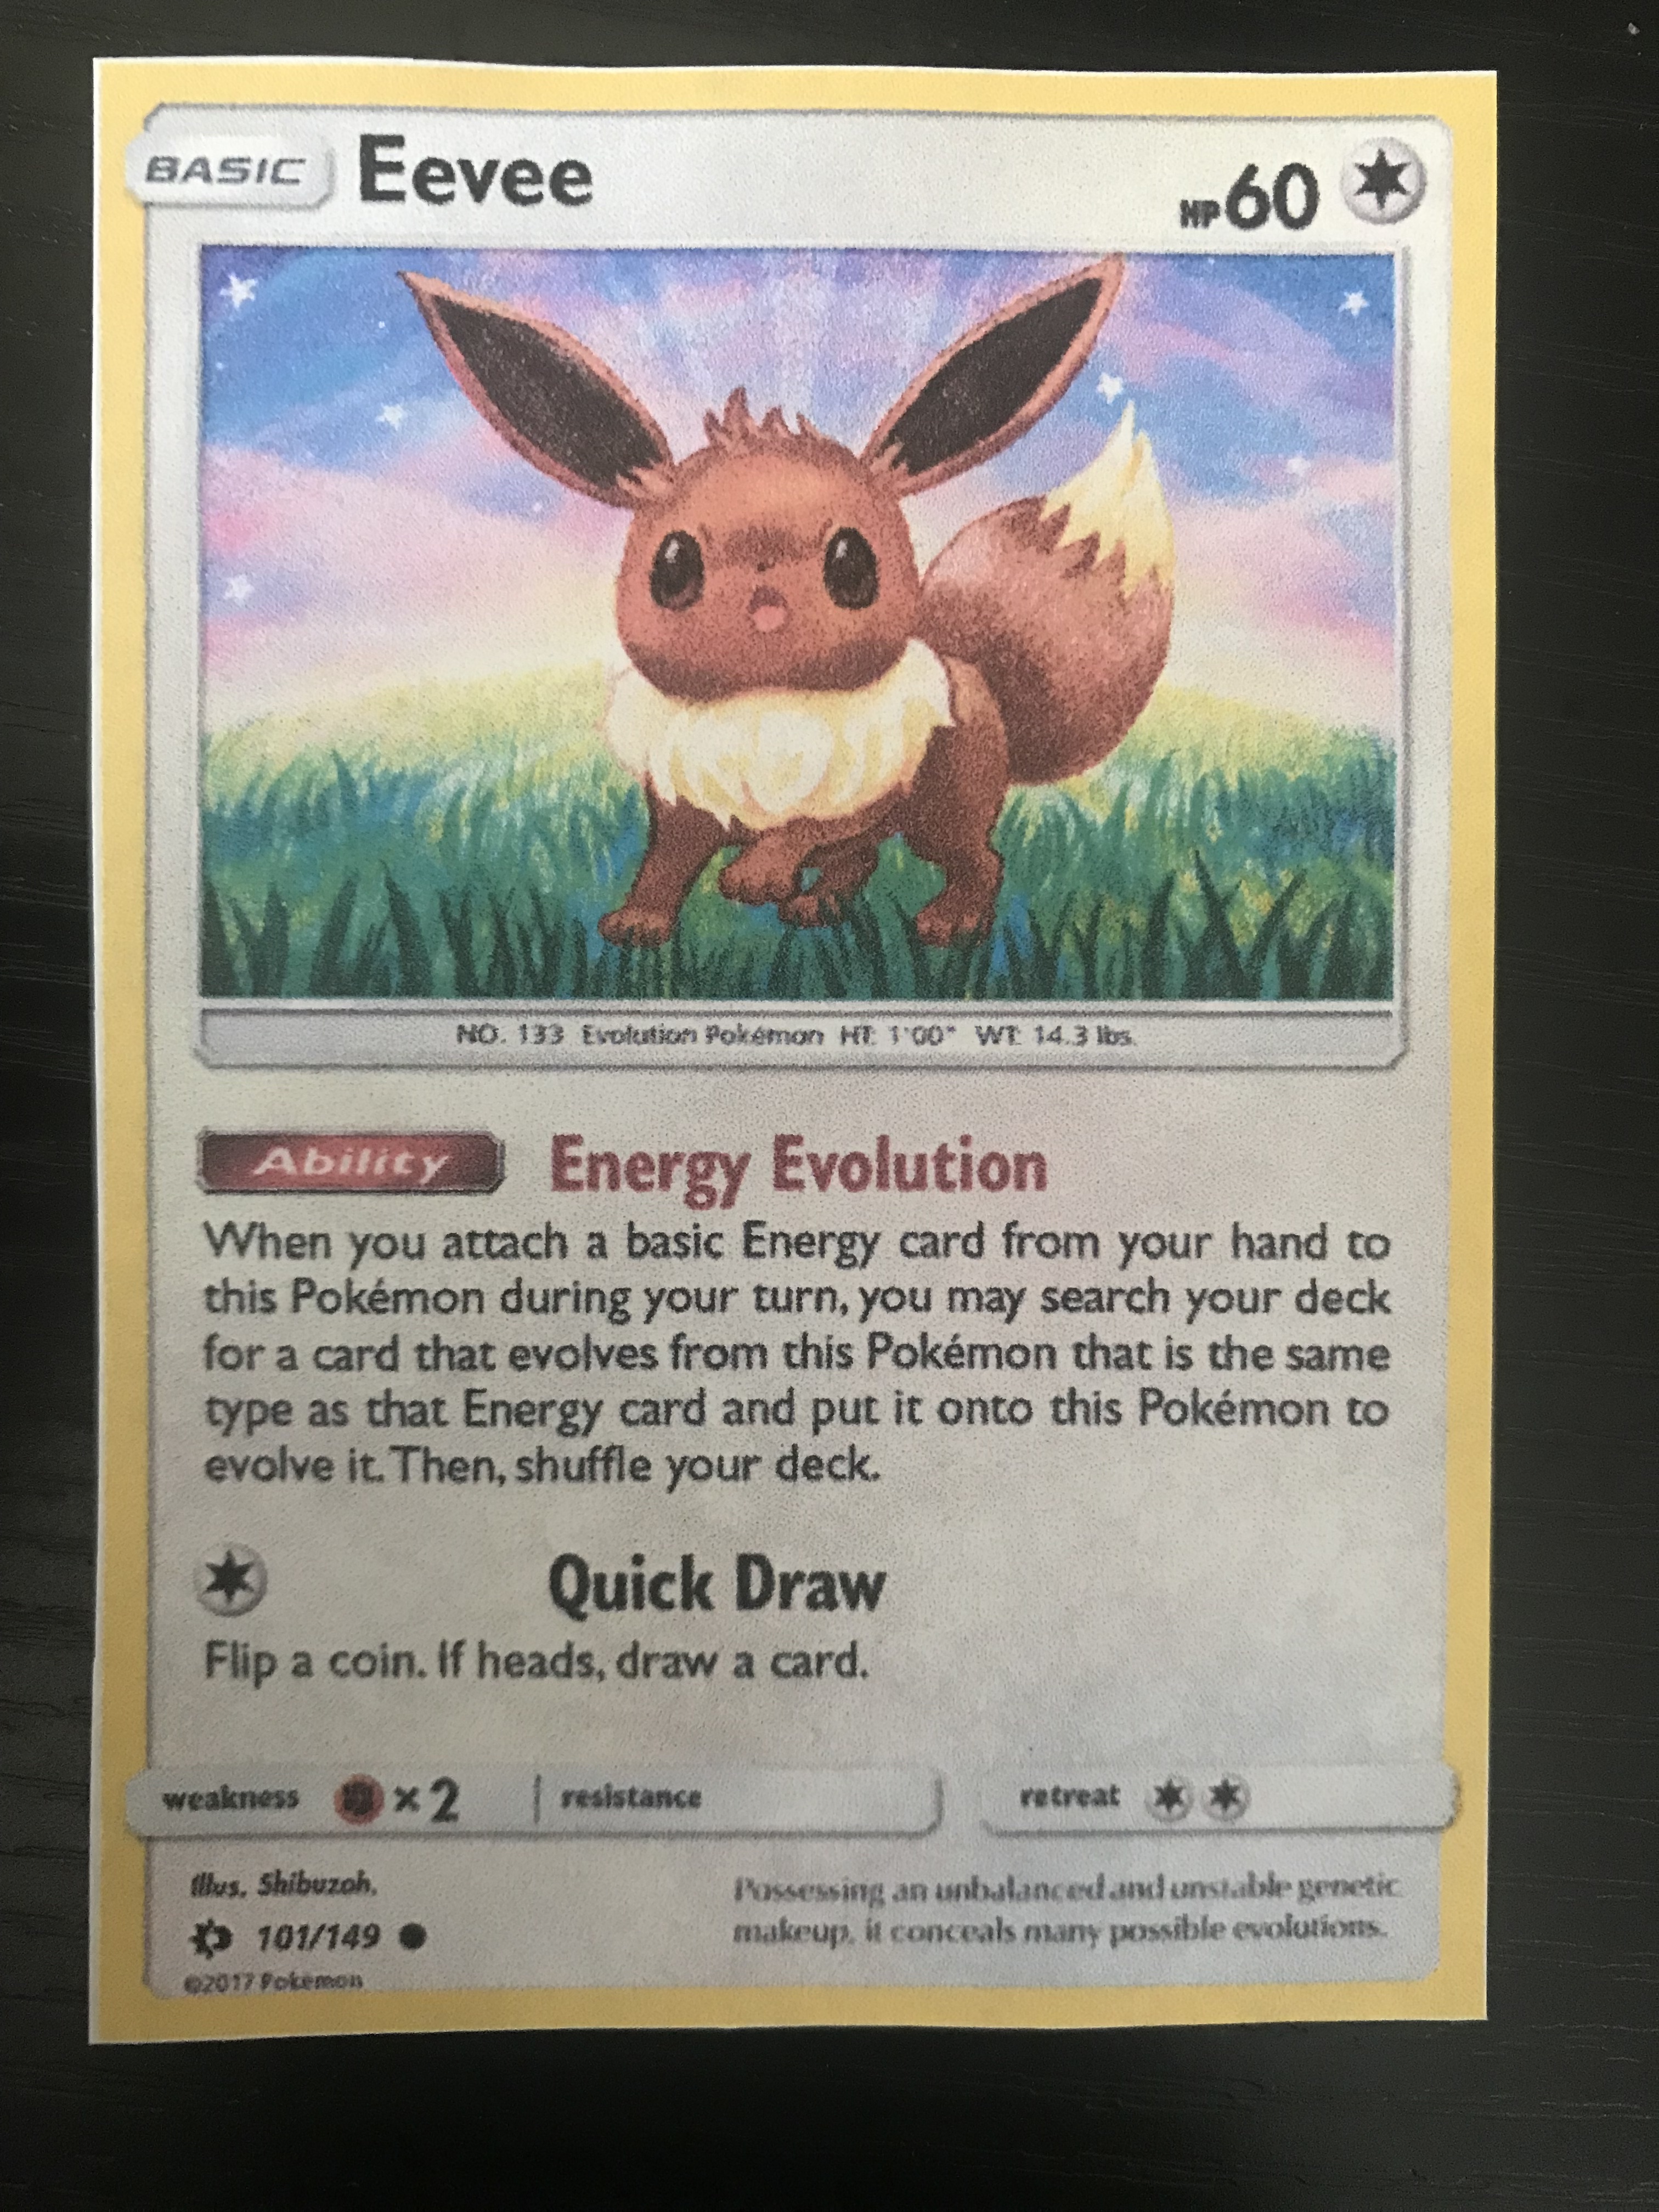 BASIC Eevee HP 60
NO. 133 Evolution Pokémon HT: 1'00" WT: 14.3 lbs.
Ability Energy Evolution
When you attach a basic Energy card from your hand to
this Pokémon during your turn, you may search your deck
for a card that evolves from this Pokémon that is the same
type as that Energy card and put it onto this Pokémon to
evolve it. Then, shuffle your deck.
Quick Draw
Flip a coin. If heads, draw a card.
weakness ×2 resistance retreat
Illus. Shibuzoh.
101/149
©2017 Pokémon
Possessing an unbalanced and unstable genetic
makeup, it conceals many possible evolutions.